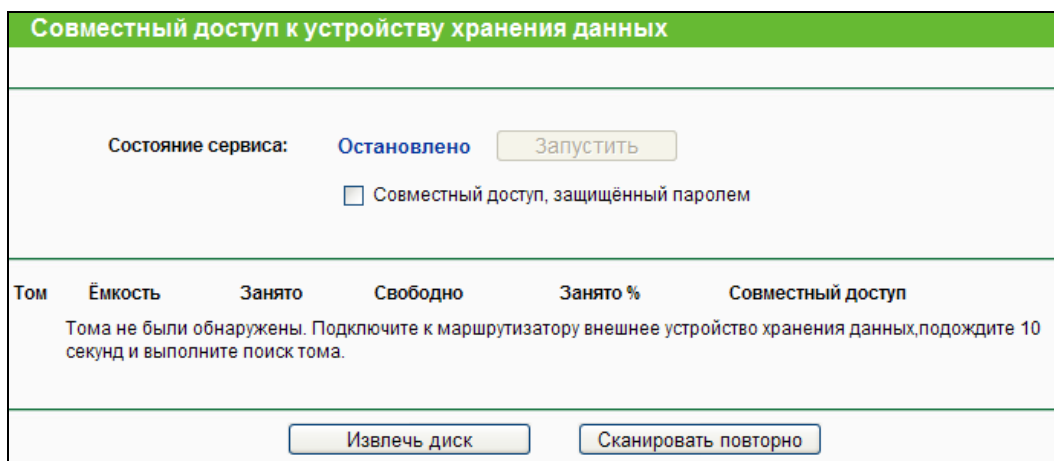 Совместный доступ к устройству хранения данных
Состояние сервиса: Остановлено Запустить
Совместный доступ, защищённый паролем
Том Ёмкость Занято Свободно Занято % Совместный доступ
Тома не были обнаружены. Подключите к маршрутизатору внешнее устройство хранения данных,подождите 10
секунд и выполните поиск тома.
Извлечь диск Сканировать повторно